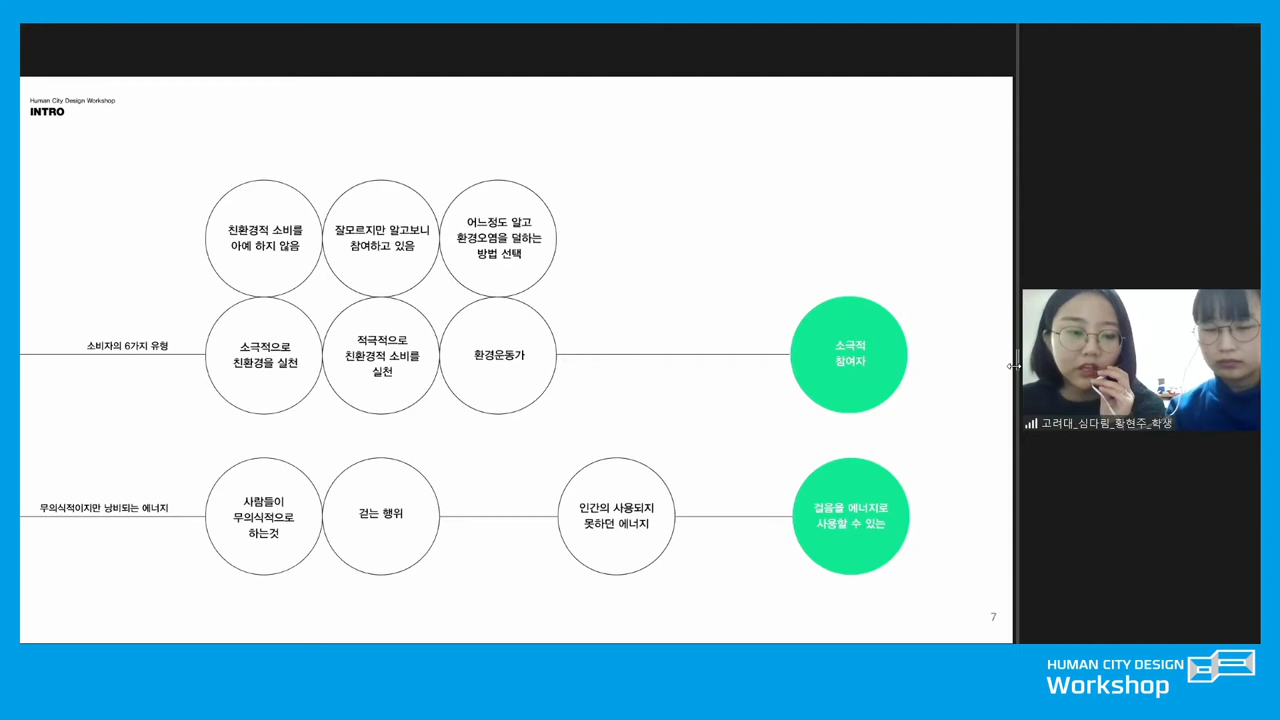 Human City Design Workshop
INTRO
친환경적 소비를
아예 하지 않음
잘모르지만 알고보니
참여하고 있음
어느정도 알고
환경오염을 덜하는
방법 선택
소비자의 6가지 유형
소극적으로
친환경을 실천
적극적으로
친환경적 소비를
실천
환경운동가
소극적
참여자
무의식적이지만 낭비되는 에너지
사람들이
무의식적으로
하는것
걷는 행위
인간의 사용되지
못하던 에너지
걸음을 에너지로
사용할 수 있는
7
고려대_심다림_황현주_학생
HUMAN CITY DESIGN
Workshop